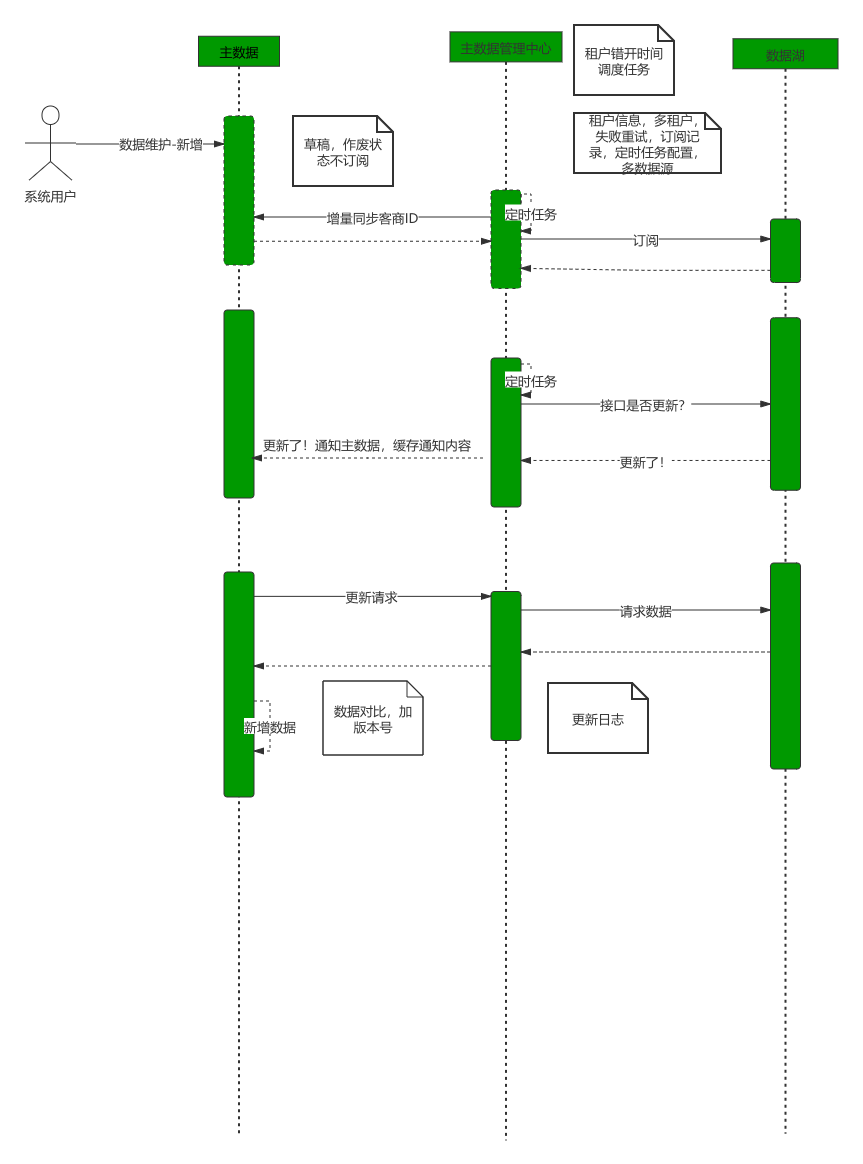 主数据
主数据管理中心
数据湖
租户错开时间
调度任务
租户信息，多租户，
失败重试，订阅记
录，定时任务配置，
多数据源
数据维护-新增
系统用户
草稿，作废状
态不订阅
定时任务
增量同步客商ID
订阅
定时任务
接口是否更新？
更新了！通知主数据，缓存通知内容
更新了！
更新请求
请求数据
新增数据
数据对比，加
版本号
更新日志